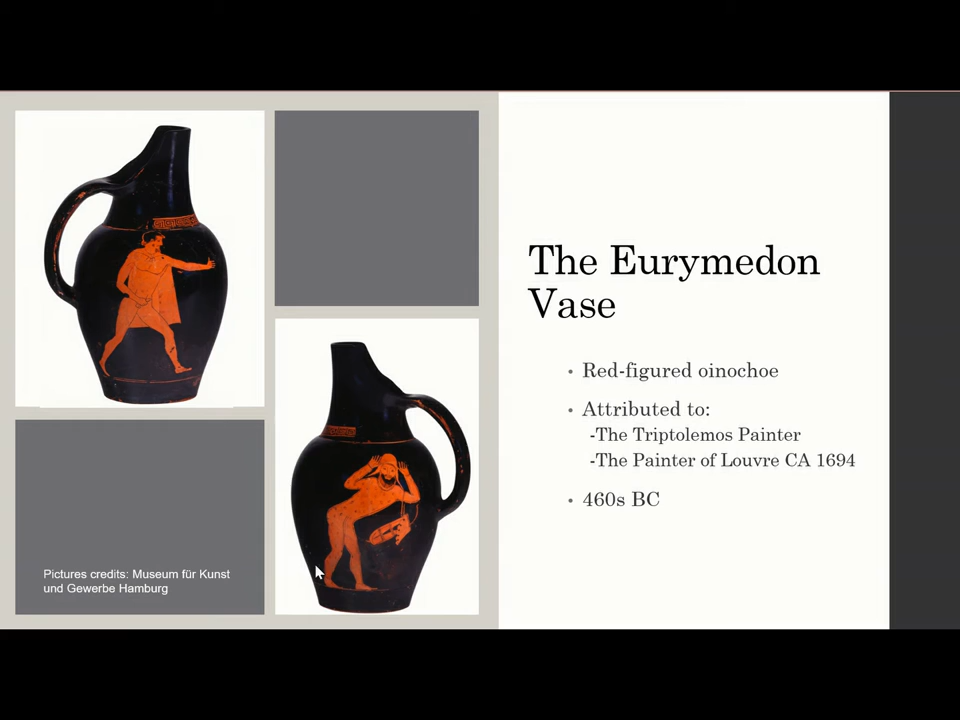 The Eurymedon
Vase
• Red-figured oinochoe
• Attributed to:
-The Triptolemos Painter
-The Painter of Louvre CA 1694
• 460s BC
Pictures credits: Museum für Kunst
und Gewerbe Hamburg